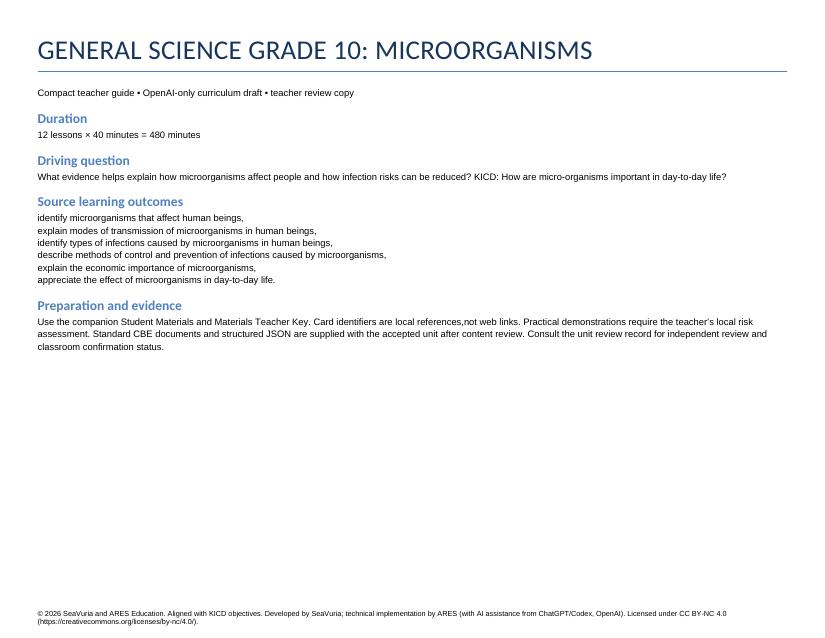 GENERAL SCIENCE GRADE 10: MICROORGANISMS
Compact teacher guide • OpenAI-only curriculum draft • teacher review copy
Duration
12 lessons × 40 minutes = 480 minutes
Driving question
What evidence helps explain how microorganisms affect people and how infection risks can be reduced? KICD: How are micro-organisms important in day-to-day life?
Source learning outcomes
identify microorganisms that affect human beings,
explain modes of transmission of microorganisms in human beings,
identify types of infections caused by microorganisms in human beings,
describe methods of control and prevention of infections caused by microorganisms,
explain the economic importance of microorganisms,
appreciate the effect of microorganisms in day-to-day life.
Preparation and evidence
Use the companion Student Materials and Materials Teacher Key. Card identifiers are local references,not web links. Practical demonstrations require the teacher's local risk
assessment. Standard CBE documents and structured JSON are supplied with the accepted unit after content review. Consult the unit review record for independent review and
classroom confirmation status.
© 2026 SeaVuria and ARES Education. Aligned with KICD objectives. Developed by SeaVuria; technical implementation by ARES (with AI assistance from ChatGPT/Codex, OpenAI). Licensed under CC BY-NC 4.0
(https://creativecommons.org/licenses/by-nc/4.0/).